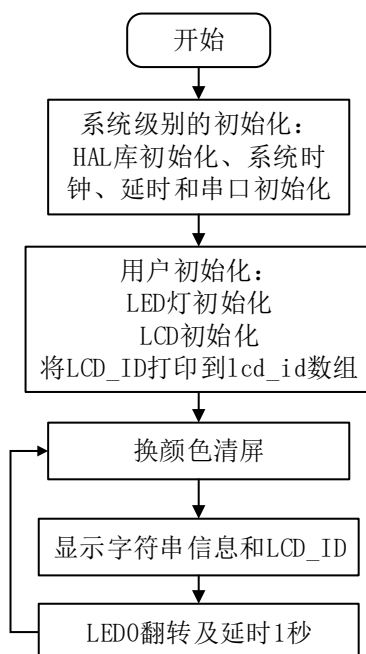 开始
系统级别的初始化：
HAL库初始化、系统时
钟、延时和串口初始化
用户初始化：
LED灯初始化
LCD初始化
将LCD_ID打印到lcd_id数组
换颜色清屏
显示字符串信息和LCD_ID
LED0翻转及延时1秒